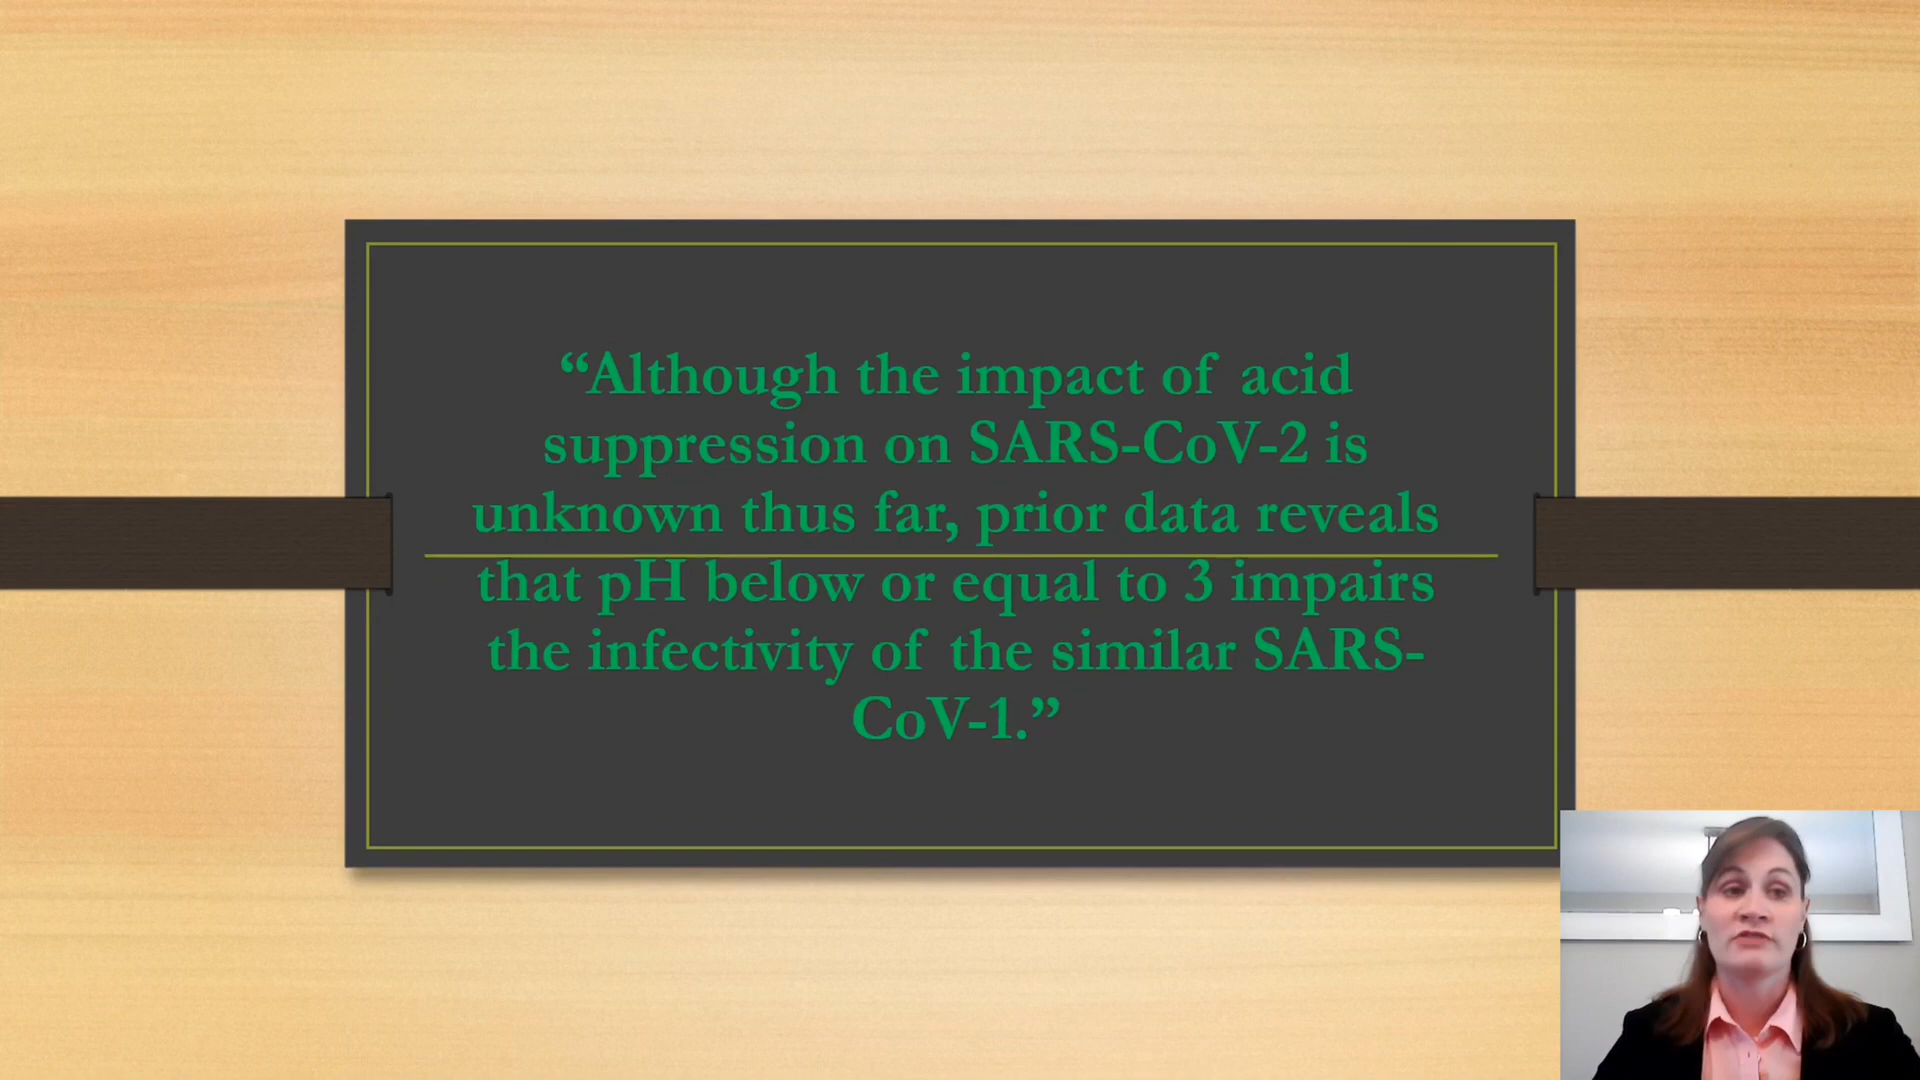 “Although the impact of acid
suppression on SARS-CoV-2 is
unknown thus far, prior data reveals
that pH below or equal to 3 impairs
the infectivity of the similar SARS-
CoV-1.”